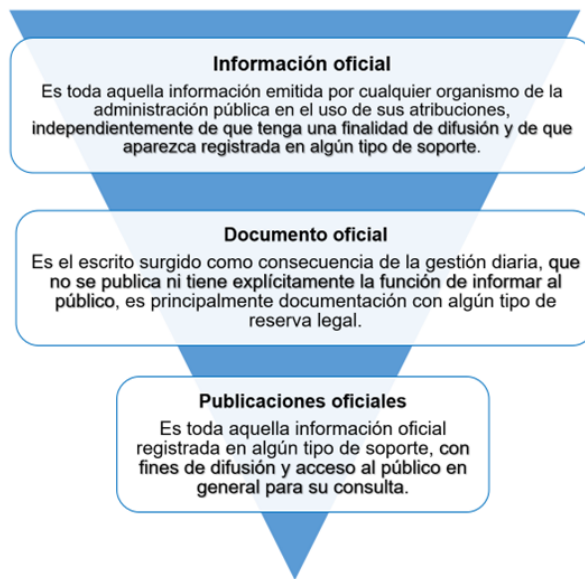 Información oficial
Es toda aquella información emitida por cualquier organismo de la
administración pública en el uso de sus atribuciones,
independientemente de que tenga una finalidad de difusión y de que
aparezca registrada en algún tipo de soporte.
Documento oficial
Es el escrito surgido como consecuencia de la gestión diaria, que
no se publica ni tiene explícitamente la función de informar al
público, es principalmente documentación con algún tipo de
reserva legal.
Publicaciones oficiales
Es toda aquella información oficial
registrada en algún tipo de soporte, con
fines de difusión y acceso al público en
general para su consulta.